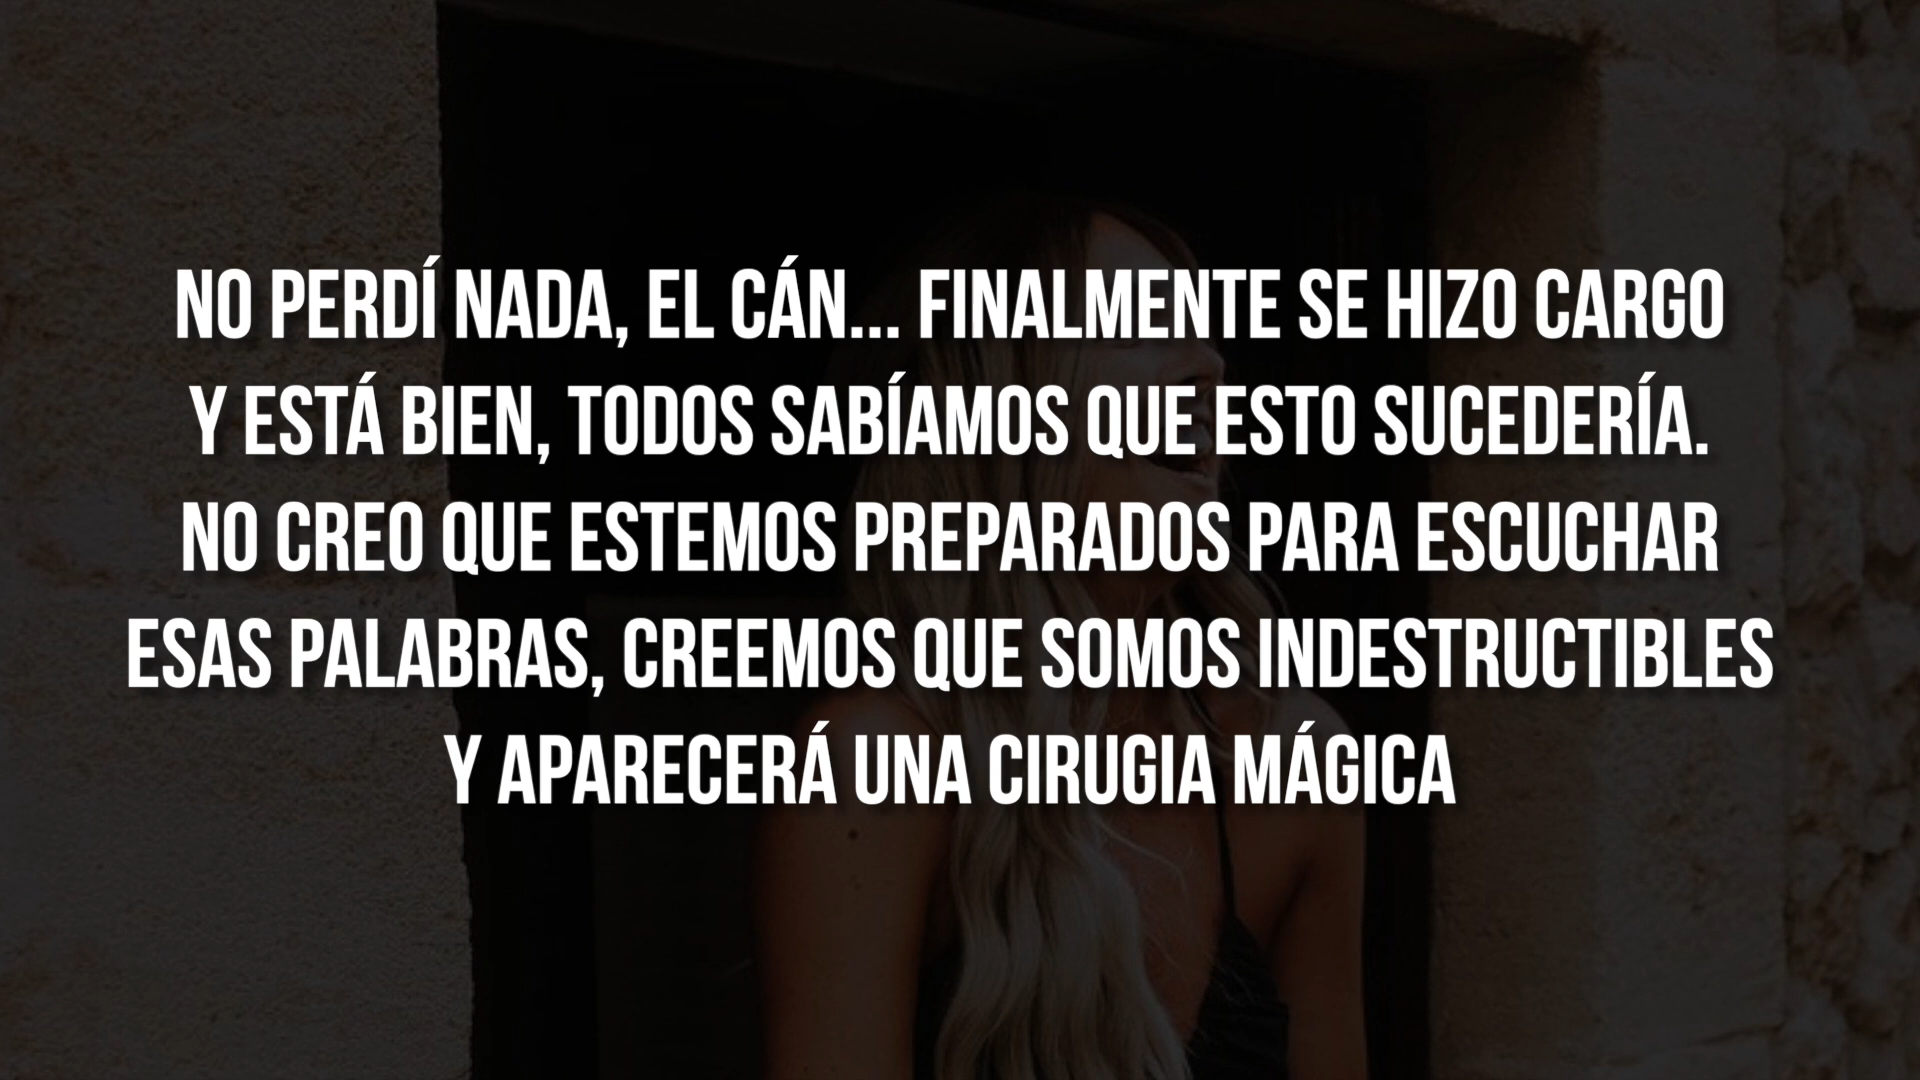 NO PERDÍ NADA, EL CÁN... FINALMENTE SE HIZO CARGO
Y ESTÁ BIEN, TODOS SABÍAMOS QUE ESTO SUCEDERÍA.
NO CREO QUE ESTEMOS PREPARADOS PARA ESCUCHAR
ESAS PALABRAS, CREEMOS QUE SOMOS INDESTRUCTIBLES
Y APARECERÁ UNA CIRUGIA MÁGICA